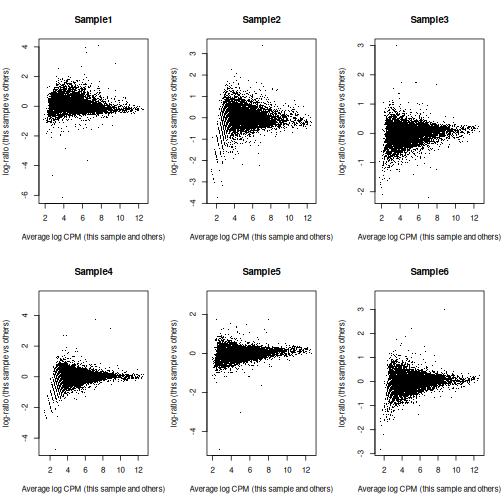 Sample1 Sample2 Sample3
log-ratio (this sample vs others) log-ratio (this sample vs others) log-ratio (this sample vs others)
4 2 0 -2 -4 -6
3 2 1 0 -1 -2 -3 -4
3 2 1 0 -1 -2
2 4 6 8 10 12 2 4 6 8 10 12 2 4 6 8 10 12
Average log CPM (this sample and others) Average log CPM (this sample and others) Average log CPM (this sample and others)
Sample4 Sample5 Sample6
log-ratio (this sample vs others) log-ratio (this sample vs others) log-ratio (this sample vs others)
4 2 0 -2 -4
2 0 -2 -4
3 2 1 0 -1 -2 -3
2 4 6 8 10 12 2 4 6 8 10 12 2 4 6 8 10 12
Average log CPM (this sample and others) Average log CPM (this sample and others) Average log CPM (this sample and others)